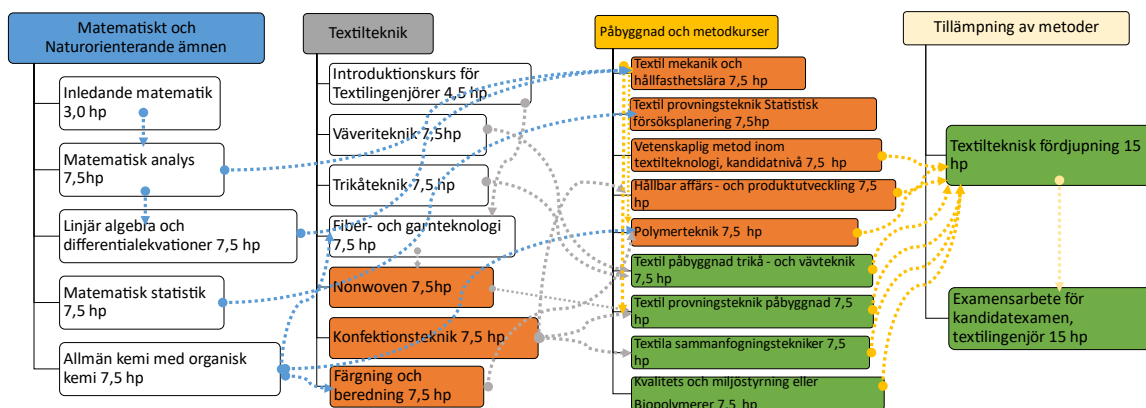 Matematiskt och
Naturorienterande ämnen
Inledande matematik
3,0 hp
Matematisk analys
7,5hp
Linjär algebra och
differentialekvationer 7,5 hp
Matematisk statistik
7,5 hp
Allmän kemi med organisk
kemi 7,5 hp
Textilteknik
Introduktionskurs för
Textilingenjörer 4,5 hp
Väveriteknik 7,5hp
Trikåteknik 7,5 hp
Fiber- och garnteknologi
7,5 hp
Nonwoven 7,5hp
Konfektionsteknik 7,5 hp
Färgning och
beredning 7,5 hp
Påbyggnad och metodkurser
Textil mekanik och
hållfasthetslära 7,5 hp
Textil provningsteknik Statistisk
försöksplanering 7,5hp
Vetenskaplig metod inom
textilteknologi, kandidatnivå 7,5 hp
Hållbar affärs- och produktutveckling 7,5
hp
Polymerteknik 7,5 hp
Textil påbyggnad trikå - och vävteknik
7,5 hp
Textil provningsteknik påbyggnad 7,5
hp
Textila sammanfogningstekniker 7,5
hp
Kvalitets och miljöstyrning eller
Biopolymerer 7,5 hp
Tillämpning av metoder
Textilteknisk fördjupning 15
hp
Examensarbete för
kandidatexamen,
textilingenjör 15 hp